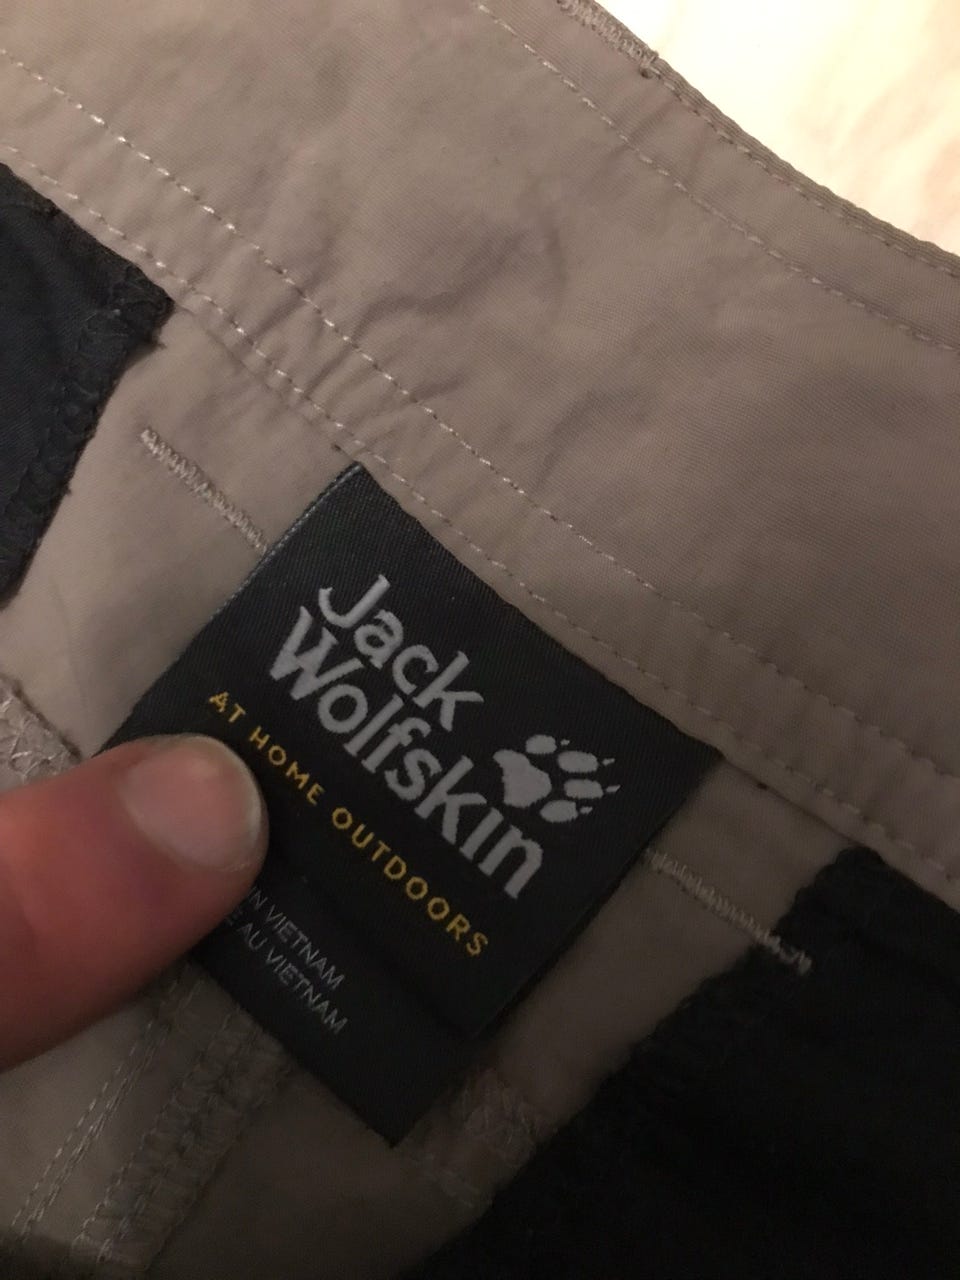 Jack
Wolfskin
AT HOME OUTDOORS
IN VIETNAM
AU VIETNAM